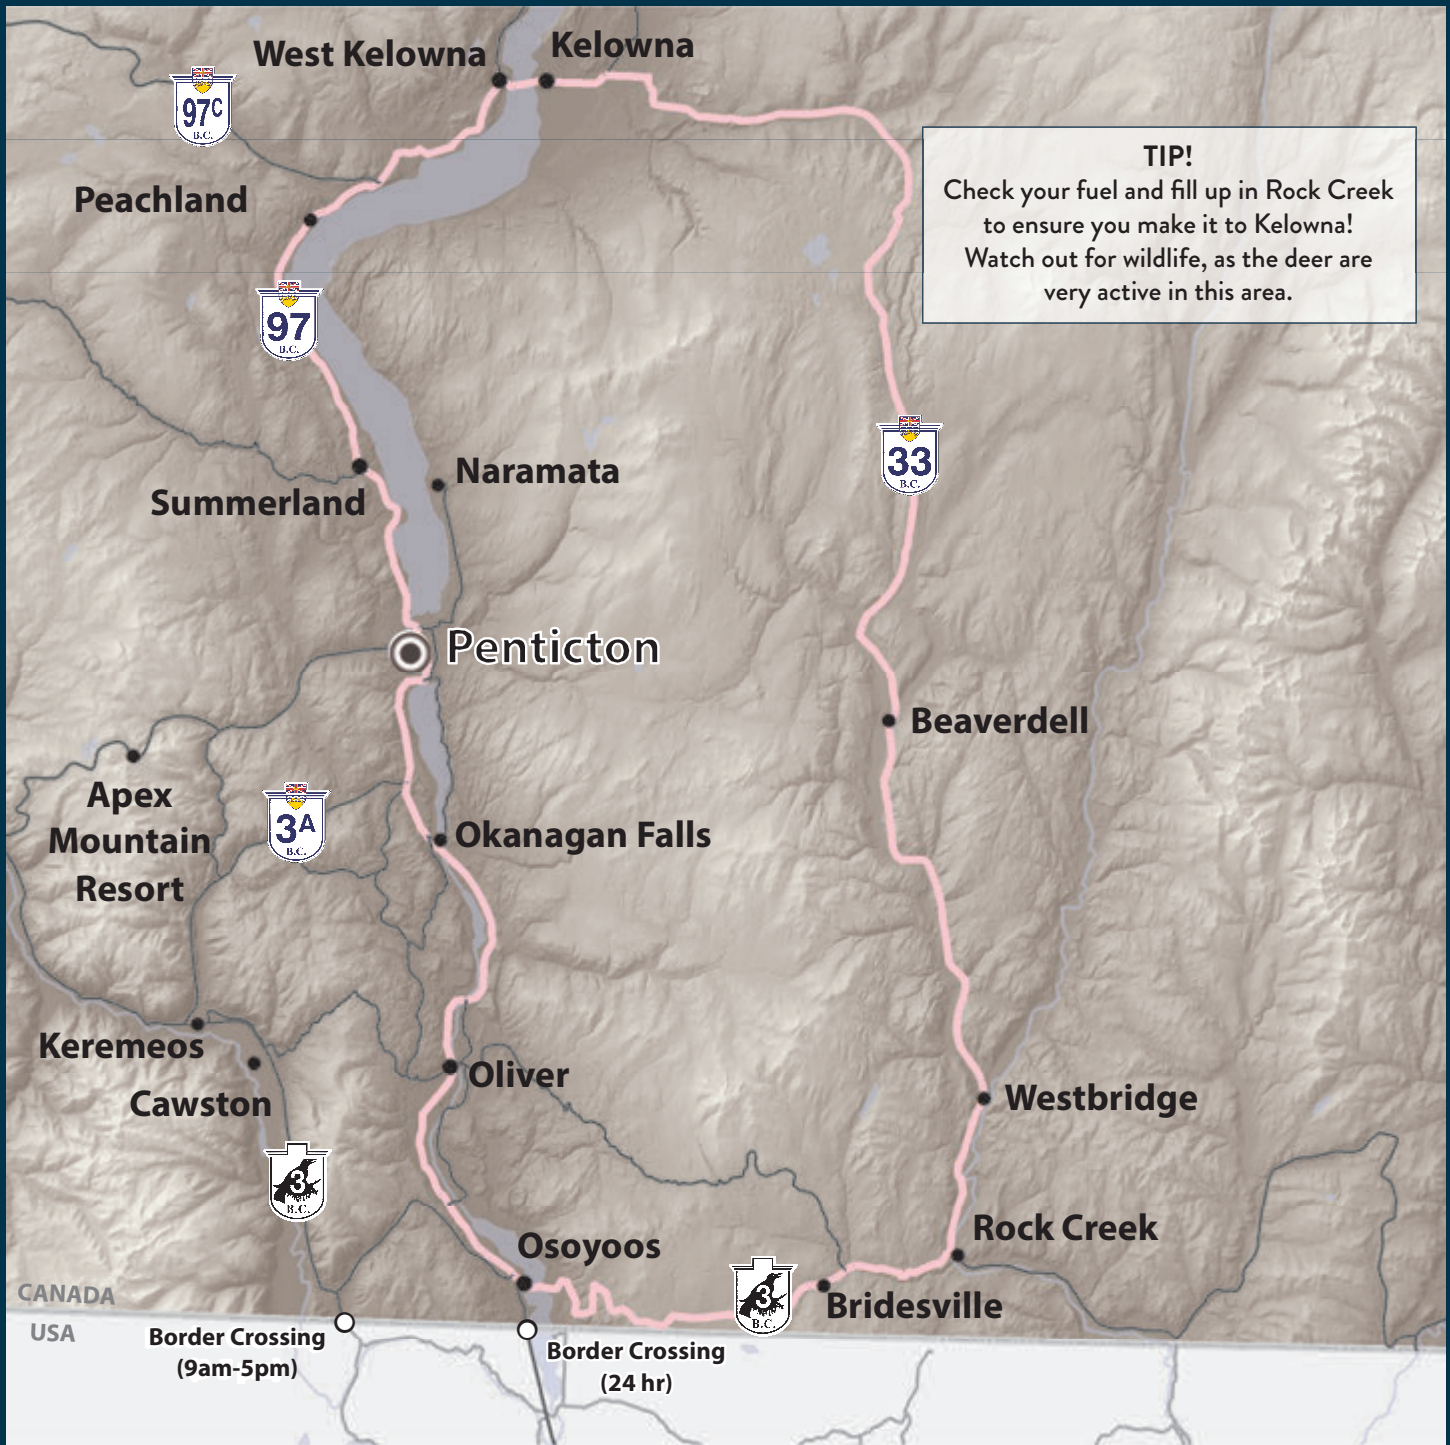 West Kelowna
Kelowna
97C
B.C.
TIP!
Check your fuel and fill up in Rock Creek
to ensure you make it to Kelowna!
Watch out for wildlife, as the deer are
very active in this area.
Peachland
97
B.C.
33
B.C.
Naramata
Summerland
Penticton
Beaverdell
Apex
Mountain
Resort
3A
B.C.
Okanagan Falls
Keremeos
Cawston
Oliver
Westbridge
3
B.C.
Rock Creek
Osoyoos
3
B.C.
Bridesville
CANADA
USA
Border Crossing
(9am-5pm)
Border Crossing
(24 hr)